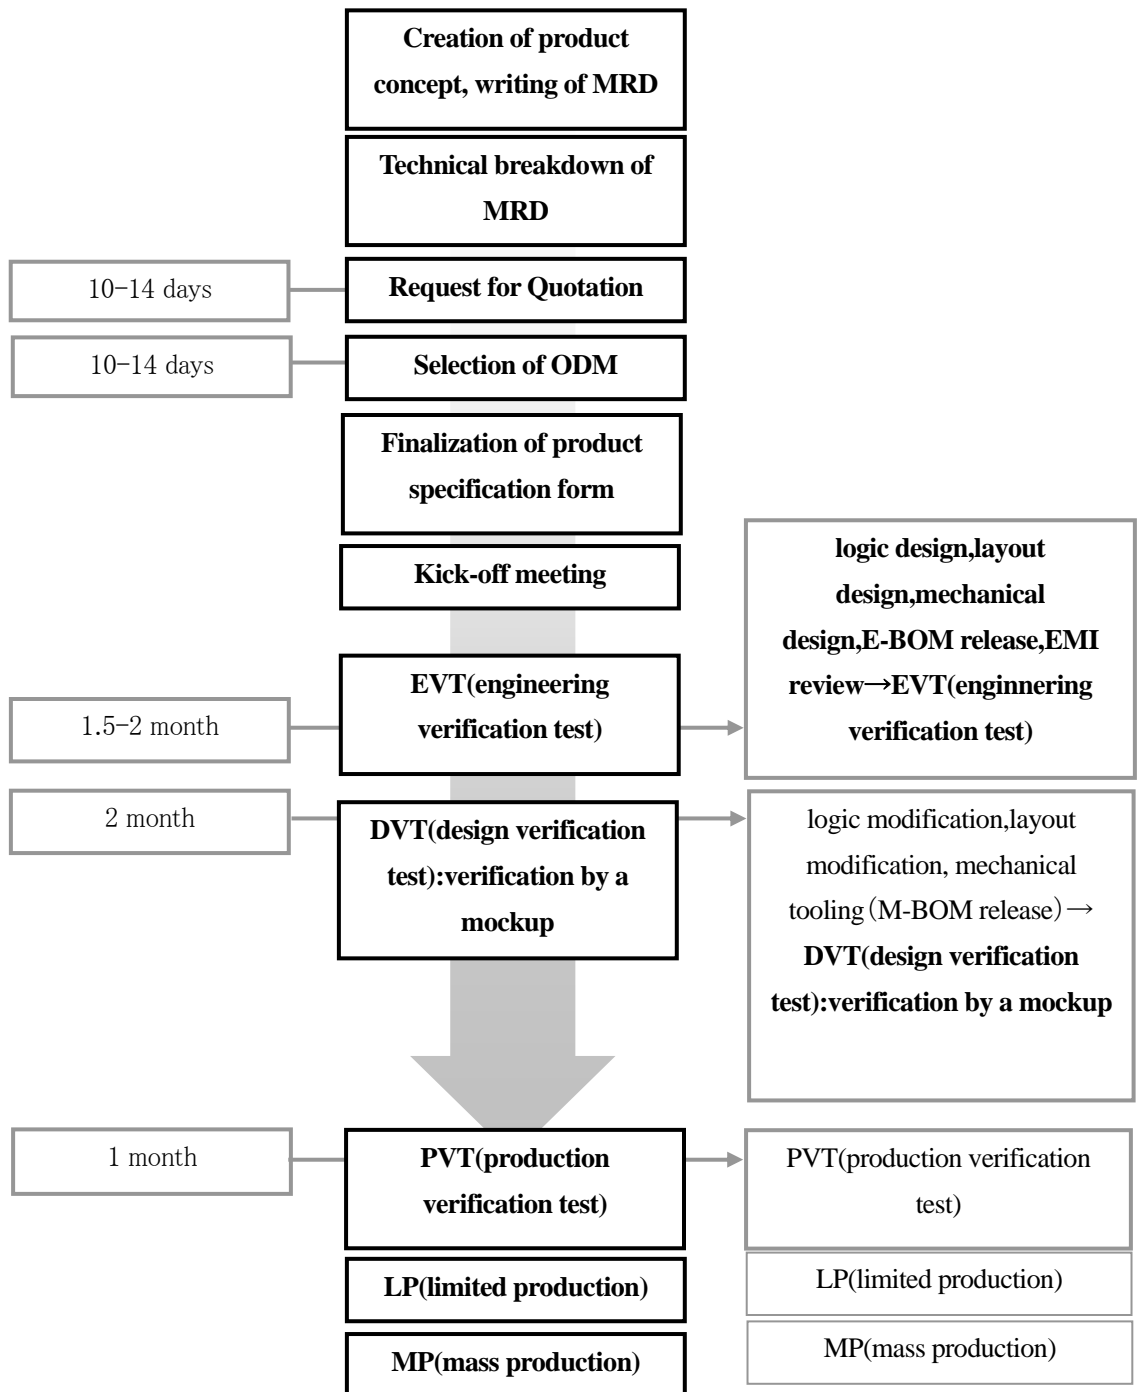 Creation of product
concept, writing of MRD
Technical breakdown of
MRD
10-14 days
Request for Quotation
10-14 days
Selection of ODM
Finalization of product
specification form
Kick-off meeting
logic design,layout
design,mechanical
design,E-BOM release,EMI
review→EVT(enginnering
verification test)
EVT(engineering
verification test)
1.5-2 month
2 month
DVT(design verification
test):verification by a
mockup
logic modification,layout
modification, mechanical
tooling(M-BOM release)→
DVT(design verification
test):verification by a mockup
1 month
PVT(production
verification test)
PVT(production verification
test)
LP(limited production)
LP(limited production)
MP(mass production)
MP(mass production)